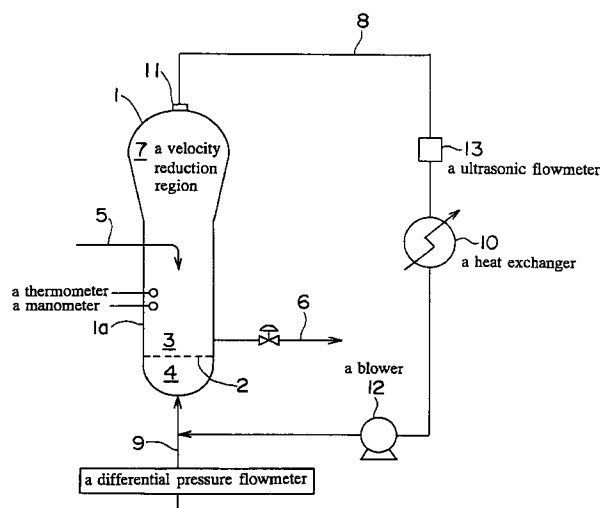 8
11
1
7 a velocity
reduction
region
13
a ultrasonic flowmeter
5
10
a heat exchanger
a thermometer
a manometer
1a
6
3
4
2
a blower
12
9
a differential pressure flowmeter